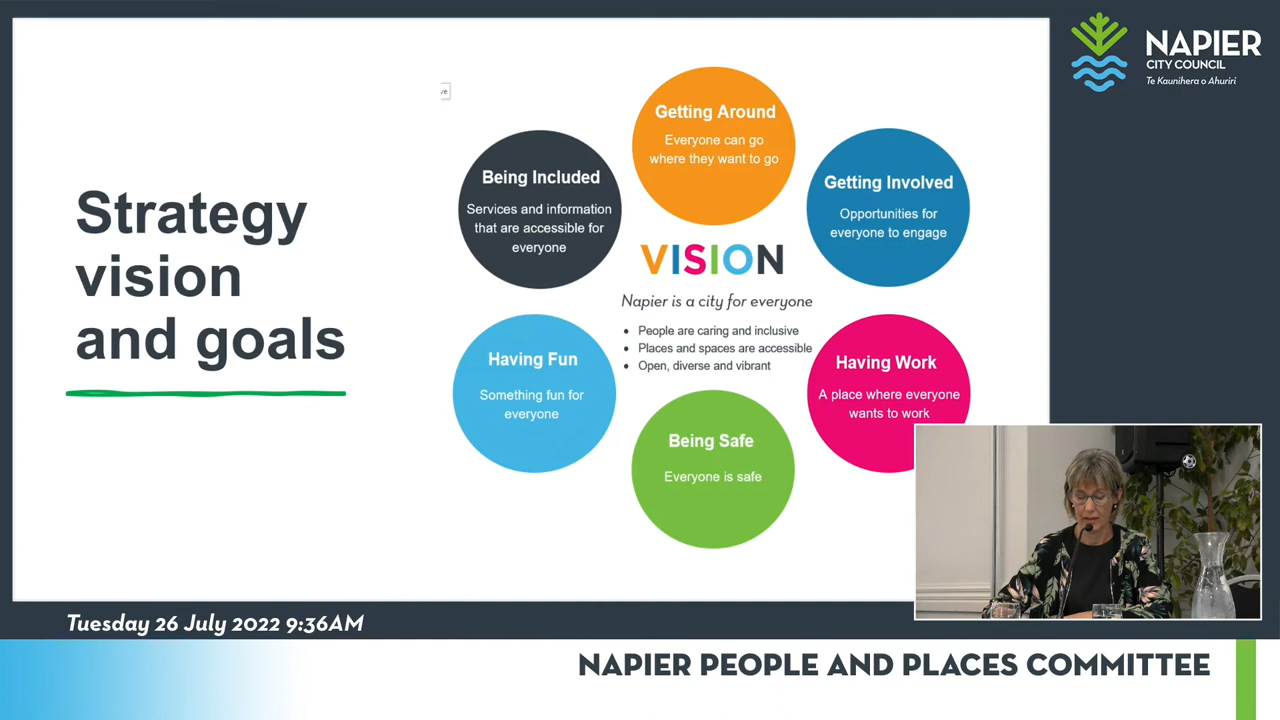 Strategy
vision
and goals
Getting Around
Everyone can go
where they want to go
Being Included
Services and information
that are accessible for
everyone
Getting Involved
Opportunities for
everyone to engage
VISION
Napier is a city for everyone
• People are caring and inclusive
• Places and spaces are accessible
• Open, diverse and vibrant
Having Fun
Something fun for
everyone
Having Work
A place where everyone
wants to work
Being Safe
Everyone is safe
NAPIER
CITY COUNCIL
Te Kaunihera o Ahuriri
Tuesday 26 July 2022 9:36AM
NAPIER PEOPLE AND PLACES COMMITTEE